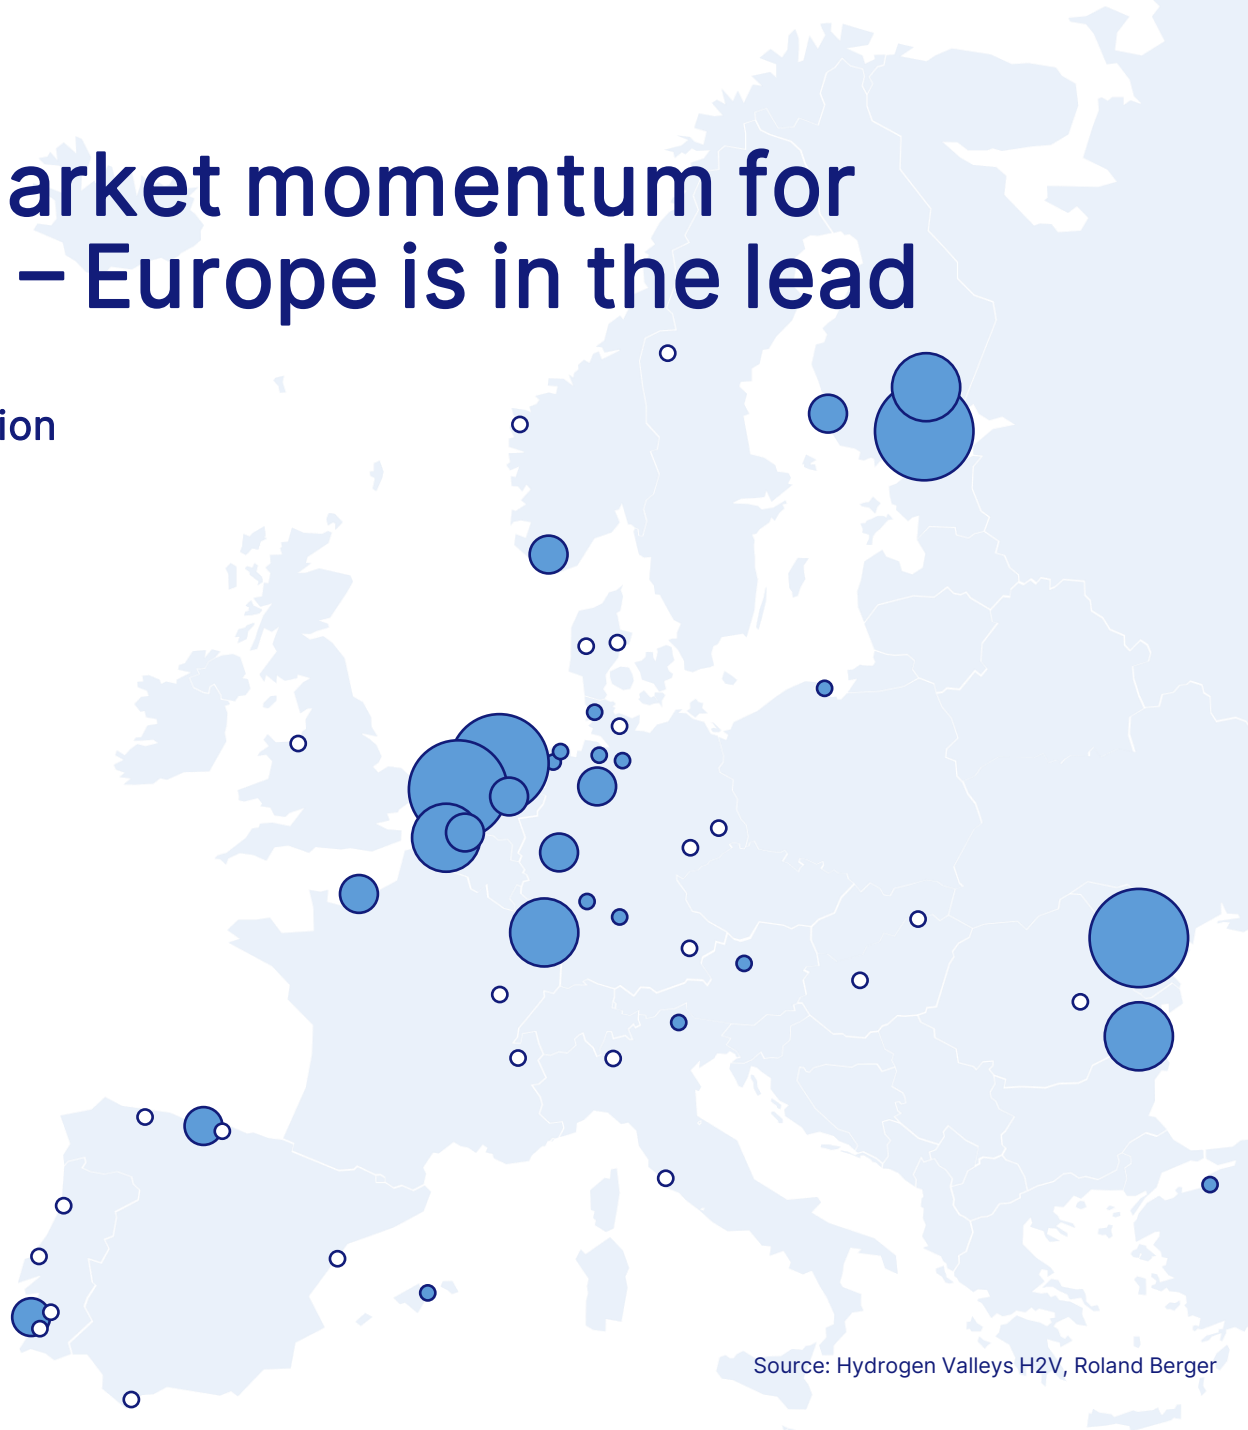 arket momentum for
– Europe is in the lead
ion
Source: Hydrogen Valleys H2V, Roland Berger